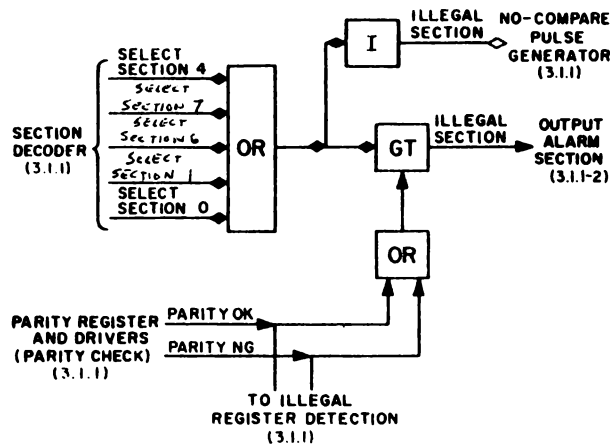 ILLEGAL
SECTION
NO-COMPARE
PULSE
GENERATOR
(3.1.1)
I
SELECT
SECTION 4
SELECT
SECTION 7
SELECT
SECTION 6
SELECT
SECTION 1
SELECT
SECTION 0
SECTION
DECODER
(3.1.1)
OR
GT
ILLEGAL
SECTION
OUTPUT
ALARM
SECTION
(3.1.1-2)
OR
PARITY REGISTER
AND DRIVERS
(PARITY CHECK)
(3.1.1)
PARITY OK
PARITY NG
TO ILLEGAL
REGISTER DETECTION
(3.1.1)